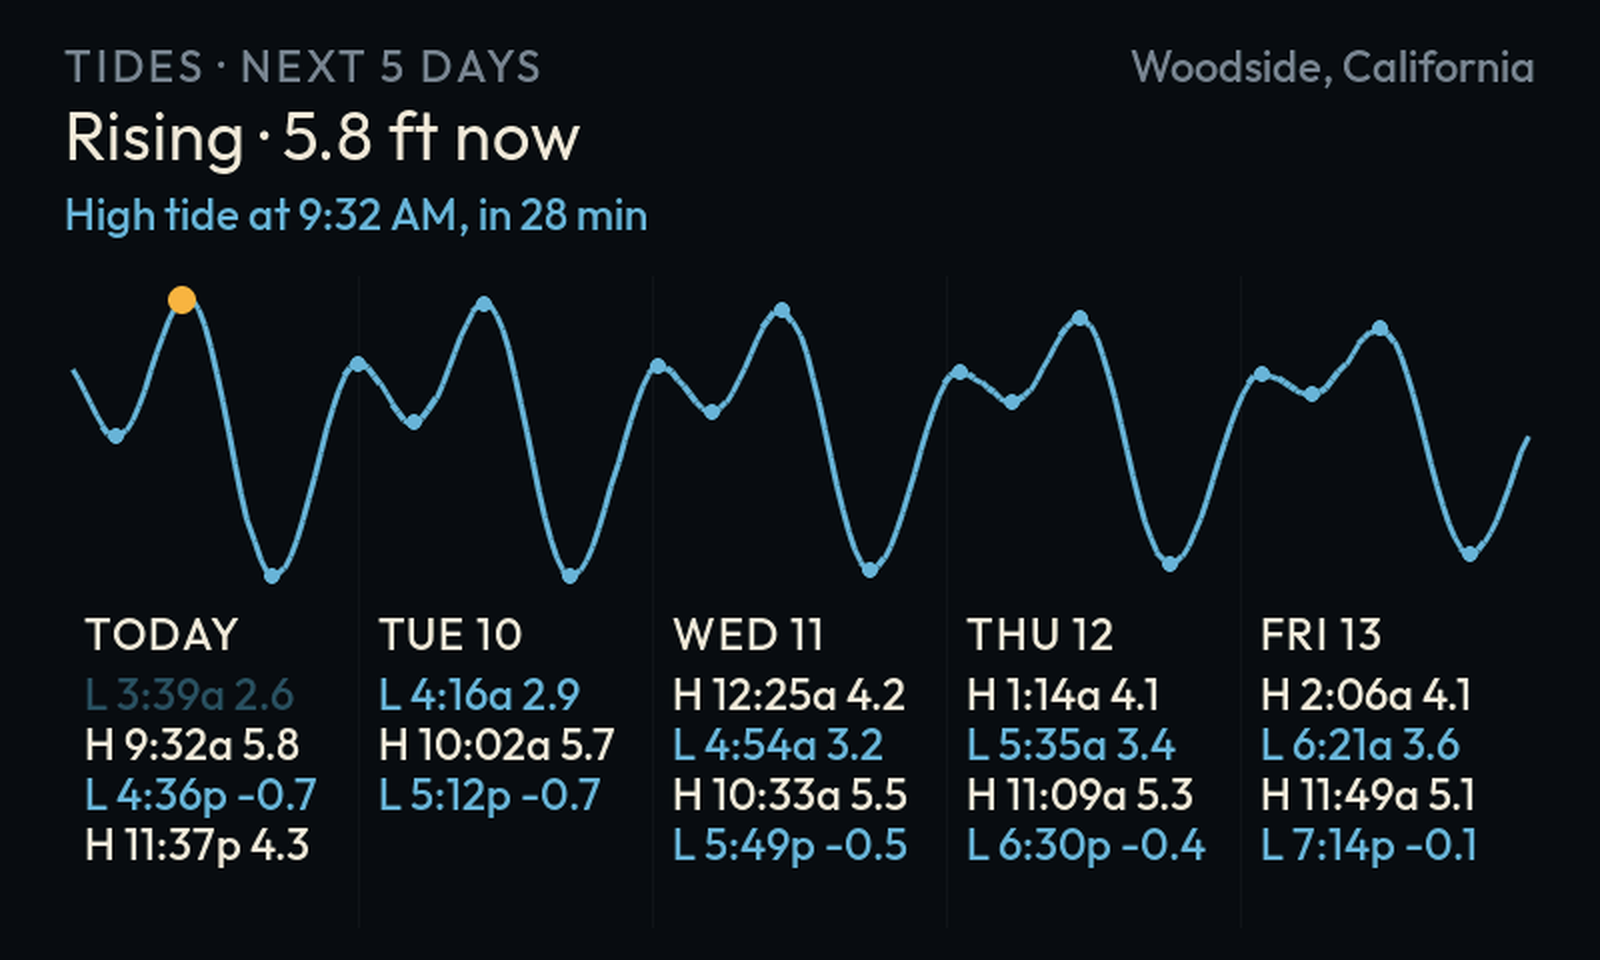 TIDES · NEXT 5 DAYS
Woodside, California
Rising · 5.8 ft now
High tide at 9:32 AM, in 28 min
TODAY
L 3:39a 2.6
H 9:32a 5.8
L 4:36p -0.7
H 11:37p 4.3
TUE 10
L 4:16a 2.9
H 10:02a 5.7
L 5:12p -0.7
WED 11
H 12:25a 4.2
L 4:54a 3.2
H 10:33a 5.5
L 5:49p -0.5
THU 12
H 1:14a 4.1
L 5:35a 3.4
H 11:09a 5.3
L 6:30p -0.4
FRI 13
H 2:06a 4.1
L 6:21a 3.6
H 11:49a 5.1
L 7:14p -0.1